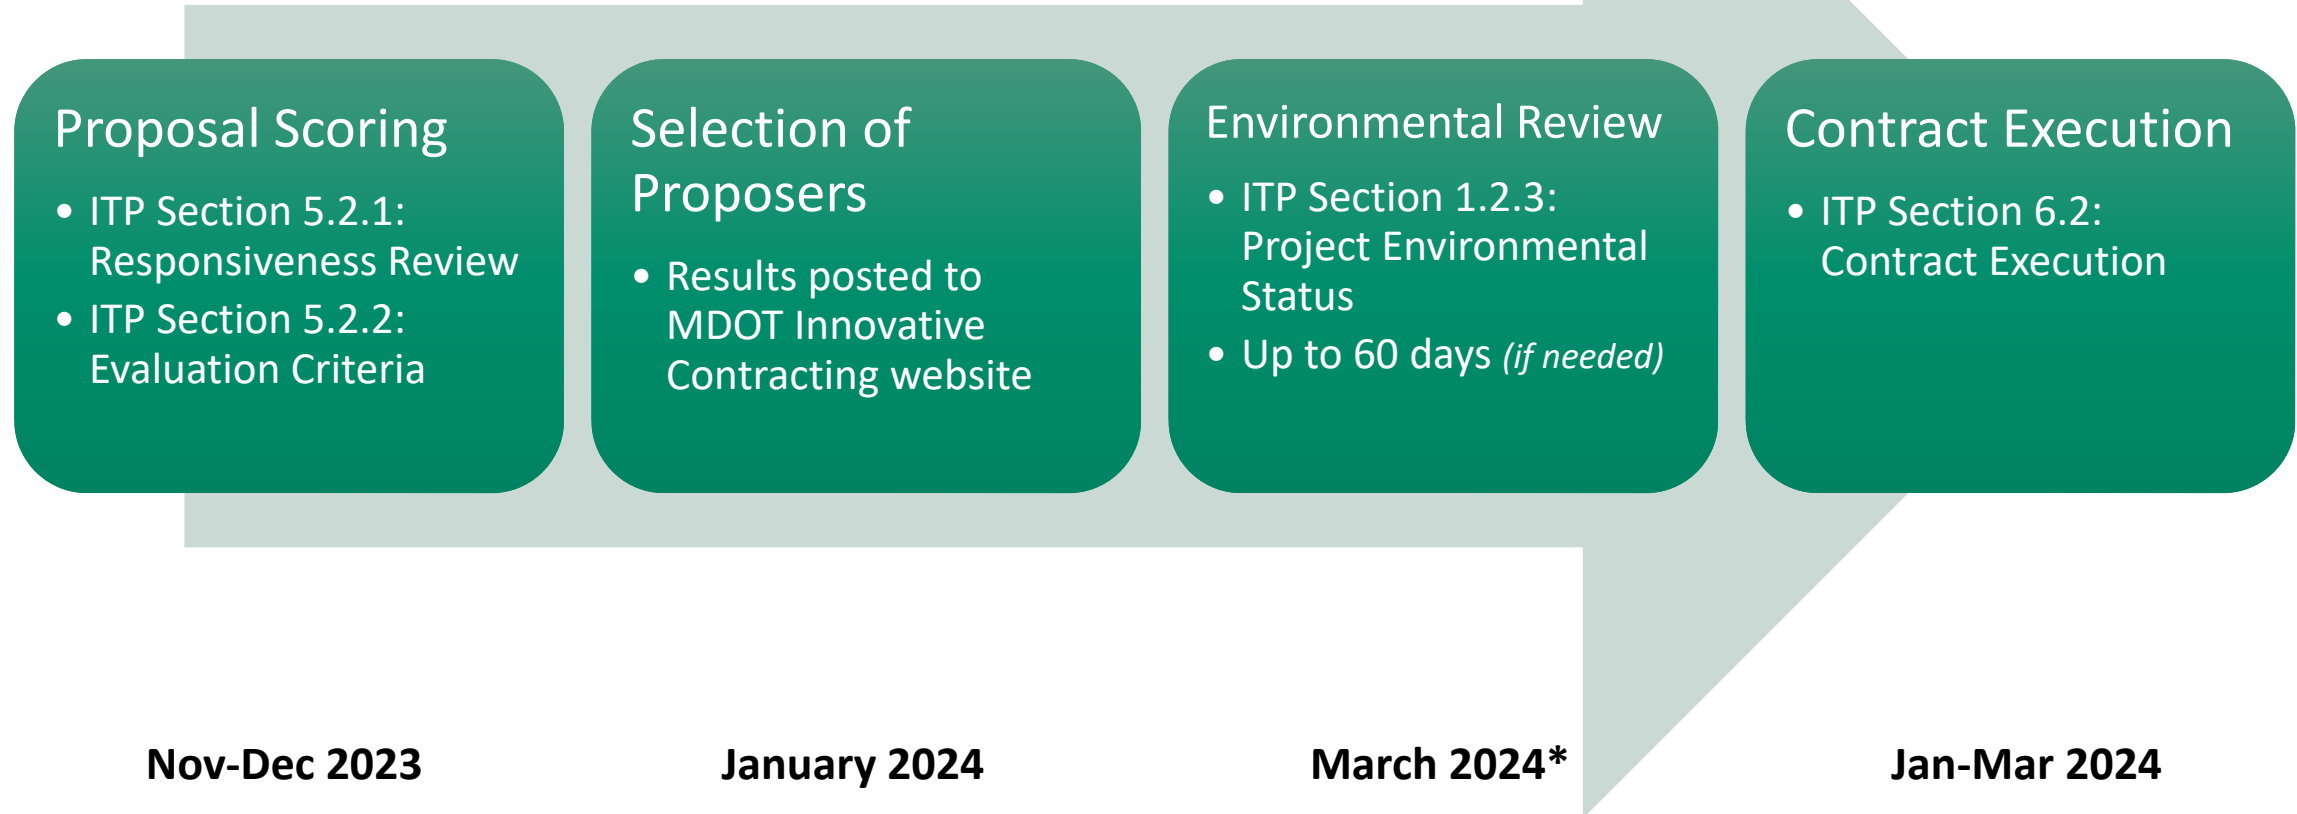 Proposal Scoring
• ITP Section 5.2.1:
Responsiveness Review
• ITP Section 5.2.2:
Evaluation Criteria
Selection of
Proposers
• Results posted to
MDOT Innovative
Contracting website
Environmental Review
• ITP Section 1.2.3:
Project Environmental
Status
• Up to 60 days (if needed)
Contract Execution
• ITP Section 6.2:
Contract Execution
Nov-Dec 2023
January 2024
March 2024*
Jan-Mar 2024